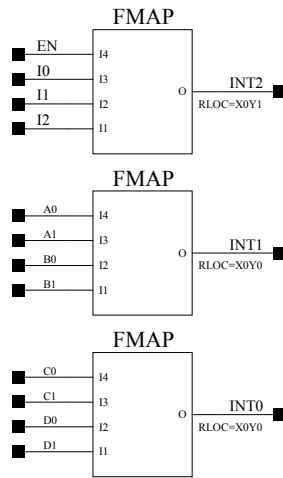 FMAP
EN I4
I0 I3
O INT2
I1 I2
RLOC=X0Y1
I2 I1
FMAP
A0 I4
A1 I3
O INT1
B0 I2
RLOC=X0Y0
B1 I1
FMAP
C0 I4
C1 I3
O INT0
D0 I2
RLOC=X0Y0
D1 I1